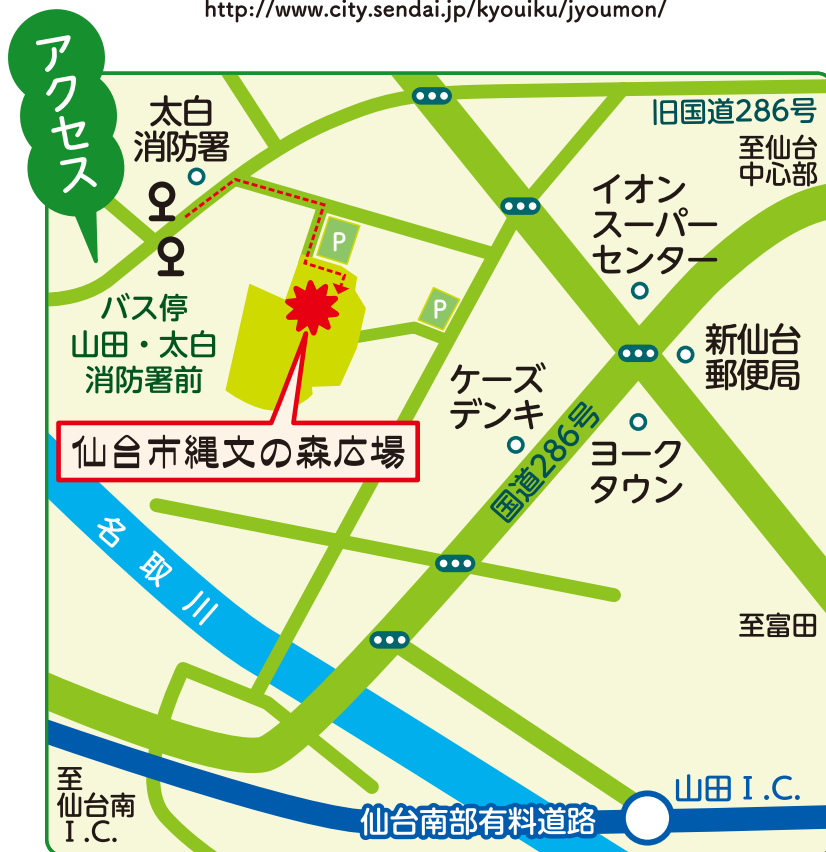 http://www.city.sendai.jp/kyouiku/jyoumon/
アクセス
太白
消防署
旧国道286号
至仙台
中心部
イオン
スーパー
センター
P
P
バス停
山田・太白
消防署前
新仙台
郵便局
ケーズ
デンキ
国道286号
ヨーク
タウン
仙台市縄文の森広場
名取川
至富田
至
仙台南
I.C.
山田 I.C.
仙台南部有料道路